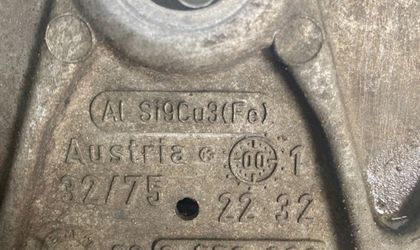 Al Si9Cu3(Fe)
Austria 00 1
32/75 22 32